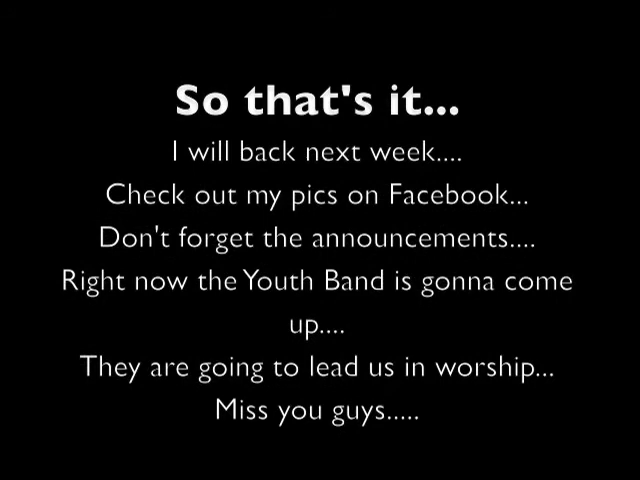 So that's it...
I will back next week....
Check out my pics on Facebook...
Don't forget the announcements....
Right now the Youth Band is gonna come
up....
They are going to lead us in worship...
Miss you guys.....